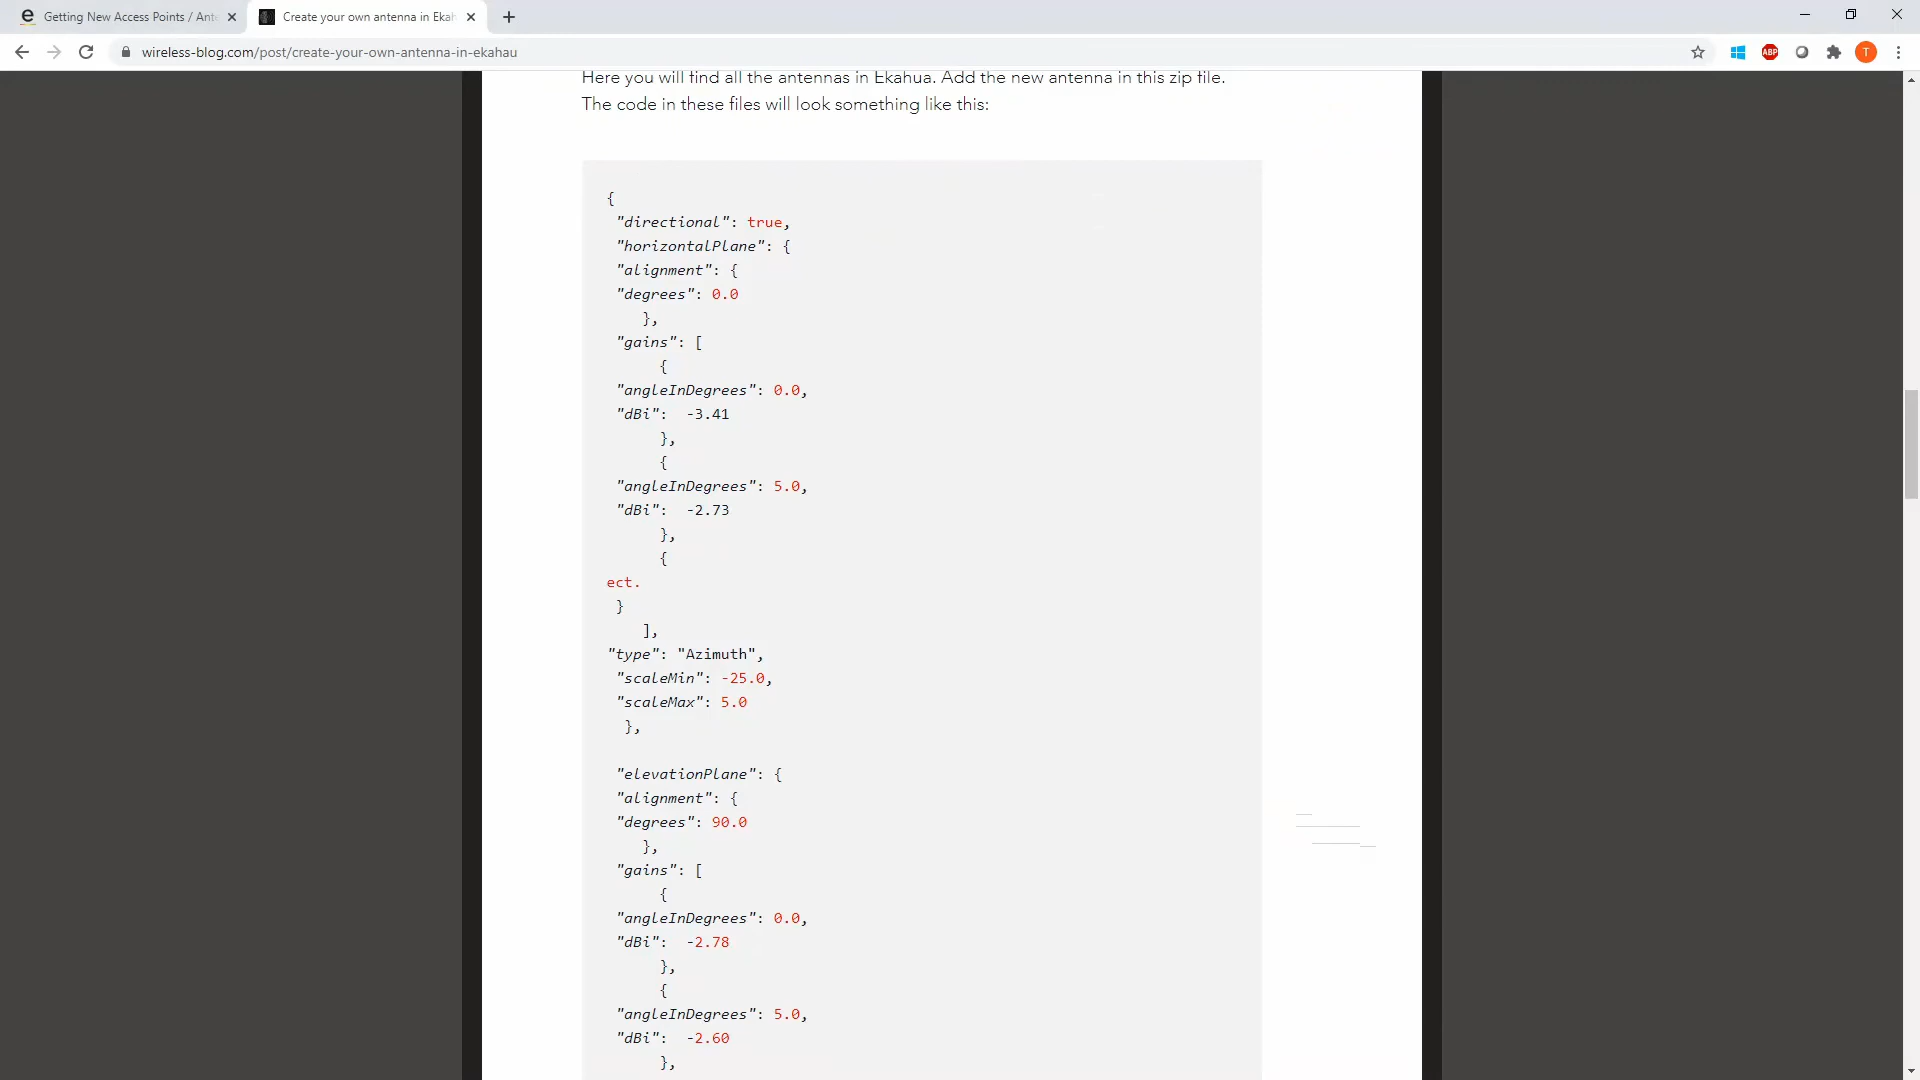 Getting New Access Points / Ant
Create your own antenna in Ekah
wireless-blog.com/post/create-your-own-antenna-in-ekahau
ABP
T
Here you will find all the antennas in Ekahua. Add the new antenna in this zip file.
The code in these files will look something like this:
{
"directional": true,
"horizontalPlane": {
"alignment": {
"degrees": 0.0
},
"gains": [
{
"angleInDegrees": 0.0,
"dBi": -3.41
},
{
"angleInDegrees": 5.0,
"dBi": -2.73
},
{
ect.
}
],
"type": "Azimuth",
"scaleMin": -25.0,
"scaleMax": 5.0
},
"elevationPlane": {
"alignment": {
"degrees": 90.0
},
"gains": [
{
"angleInDegrees": 0.0,
"dBi": -2.78
},
{
"angleInDegrees": 5.0,
"dBi": -2.60
},